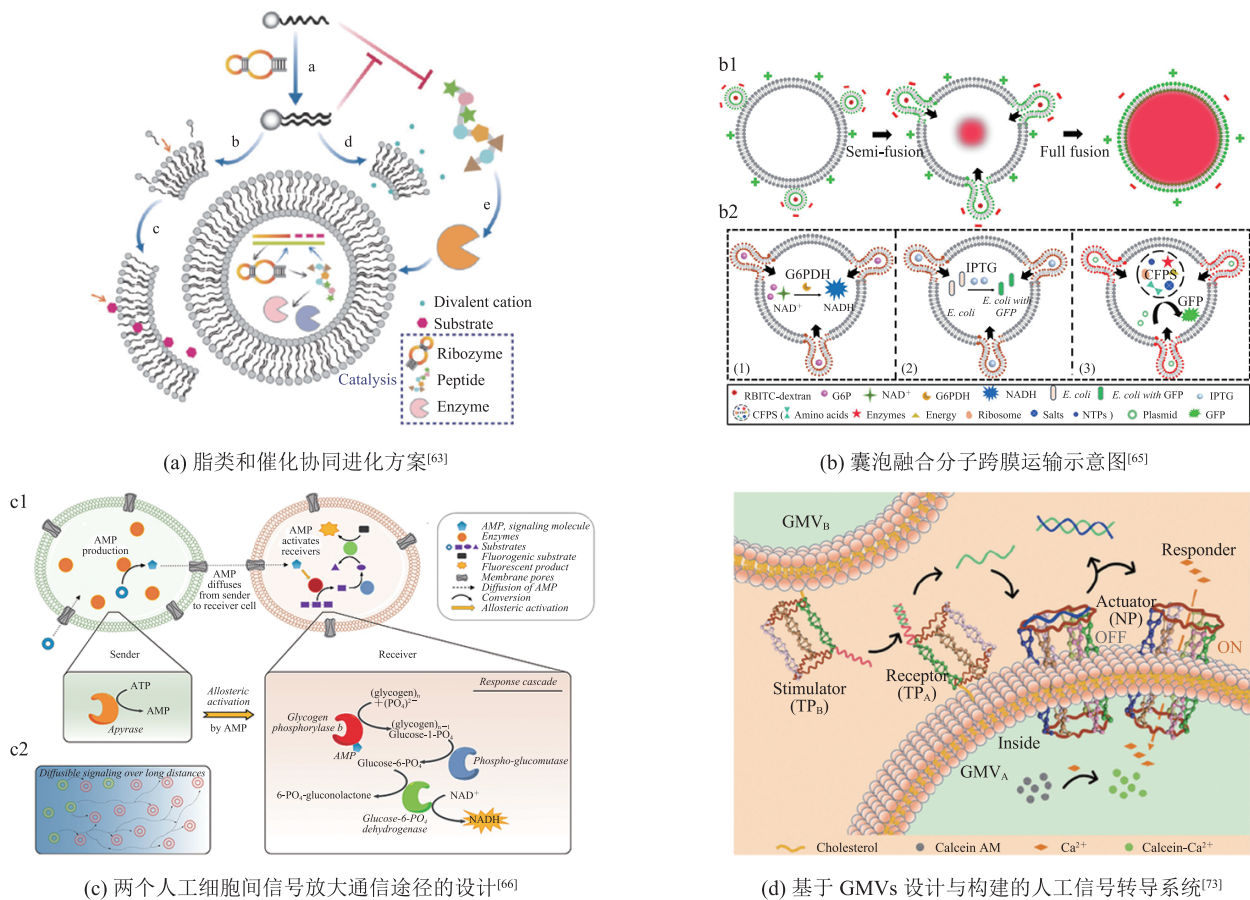 a
b
d
c
e
Divalent cation
Substrate
Ribozyme
Catalysis
Peptide
Enzyme
(a) 脂类和催化协同进化方案[63]
b1
Semi-fusion
Full fusion
b2
G6PDH
NAD⁺
NADH
(1)
IPTG
E. coli
E. coli with
GFP
(2)
CFPS
GFP
(3)
RBITC-dextran G6P NAD⁺ G6PDH NADH E. coli E. coli with GFP IPTG
CFPS ( Amino acids Enzymes Energy Ribosome Salts NTPs ) Plasmid GFP
(b) 囊泡融合分子跨膜运输示意图[65]
c1
AMP
production
AMP
diffuses
from sender
to receiver cell
AMP
activates
receivers
AMP, signaling molecule
Enzymes
Substrates
Fluorogenic substrate
Fluorescent product
Membrane pores
Diffusion of AMP
Conversion
Allosteric activation
Sender
Receiver
ATP
AMP
Apyrase
Allosteric
activation
by AMP
Response cascade
(glycogen)ₙ
+(PO₄)²⁻
Glycogen
phosphorylase b
(glycogen)ₙ₋₁
Glucose-1-PO₄
AMP
Glucose-6-PO₄
Phospho-glucomutase
6-PO₄-gluconolactone
NAD⁺
Glucose-6-PO₄
dehydrogenase
NADH
c2
Diffusible signaling over long distances
(c) 两个人工细胞间信号放大通信途径的设计[66]
GMV_B
Responder
Actuator
(NP)
OFF
ON
Stimulator
(TP_B)
Receptor
(TP_A)
Inside
GMV_A
Cholesterol Calcein AM Ca²⁺ Calcein-Ca²⁺
(d) 基于 GMVs 设计与构建的人工信号转导系统[73]